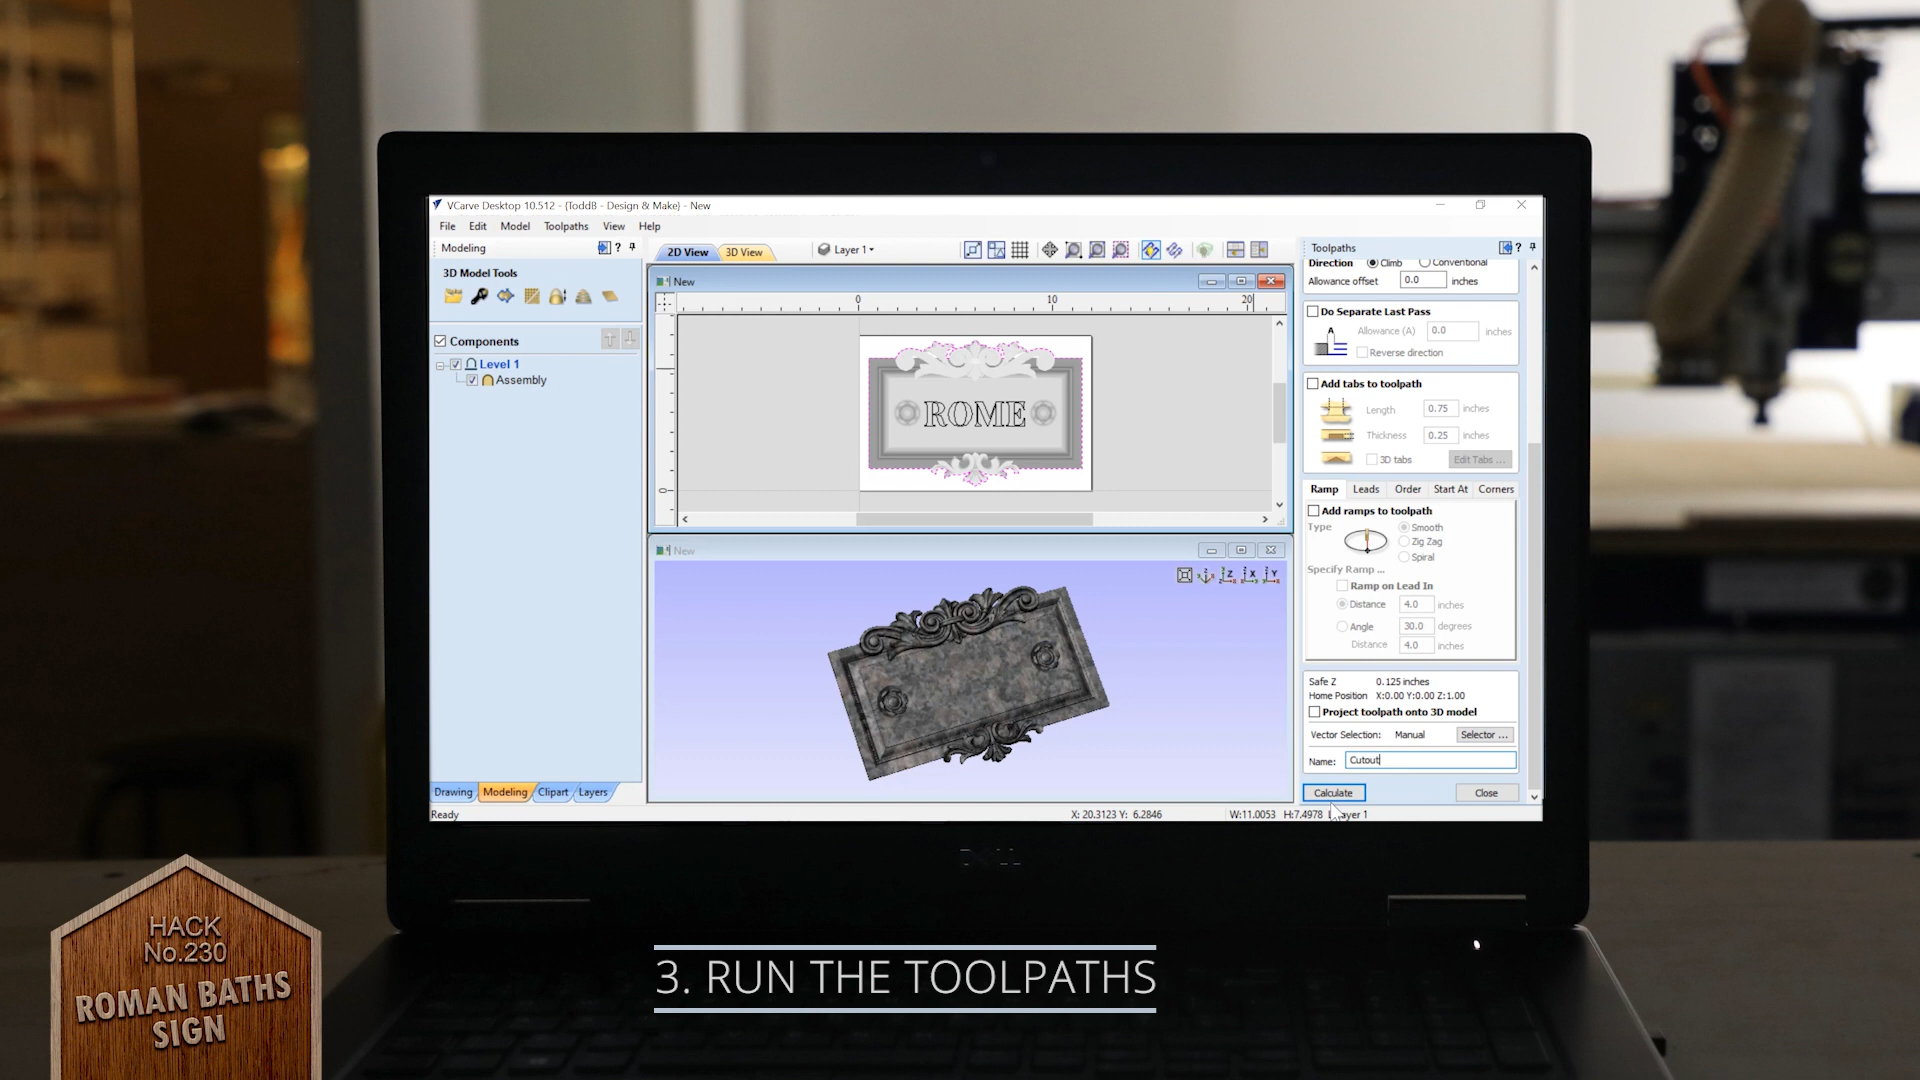 VCarve Desktop 10.512 - {ToddB - Design & Make} - New
File Edit Model Toolpaths View Help
Modeling ?
3D Model Tools
Components
Level 1
Assembly
Drawing Modeling Clipart Layers
Ready
2D View 3D View Layer 1
New
0 10 20
0
ROME
New
Z X Y
X: 20.3123 Y: 6.2846
W:11.0053 H:7.4978
Toolpaths ?
Direction Climb Conventional
Allowance offset 0.0 inches
Do Separate Last Pass
A Allowance (A) 0.0 inches
Reverse direction
Add tabs to toolpath
Length 0.75 inches
Thickness 0.25 inches
3D tabs Edit Tabs ...
Ramp Leads Order Start At Corners
Add ramps to toolpath
Type Smooth
Zig Zag
Spiral
Specify Ramp ...
Ramp on Lead In
Distance 4.0 inches
Angle 30.0 degrees
Distance 4.0 inches
Safe Z 0.125 inches
Home Position X:0.00 Y:0.00 Z:1.00
Project toolpath onto 3D model
Vector Selection: Manual Selector ...
Name: Cutout
Calculate Close
DELL
HACK
No.230
ROMAN BATHS
SIGN
3. RUN THE TOOLPATHS